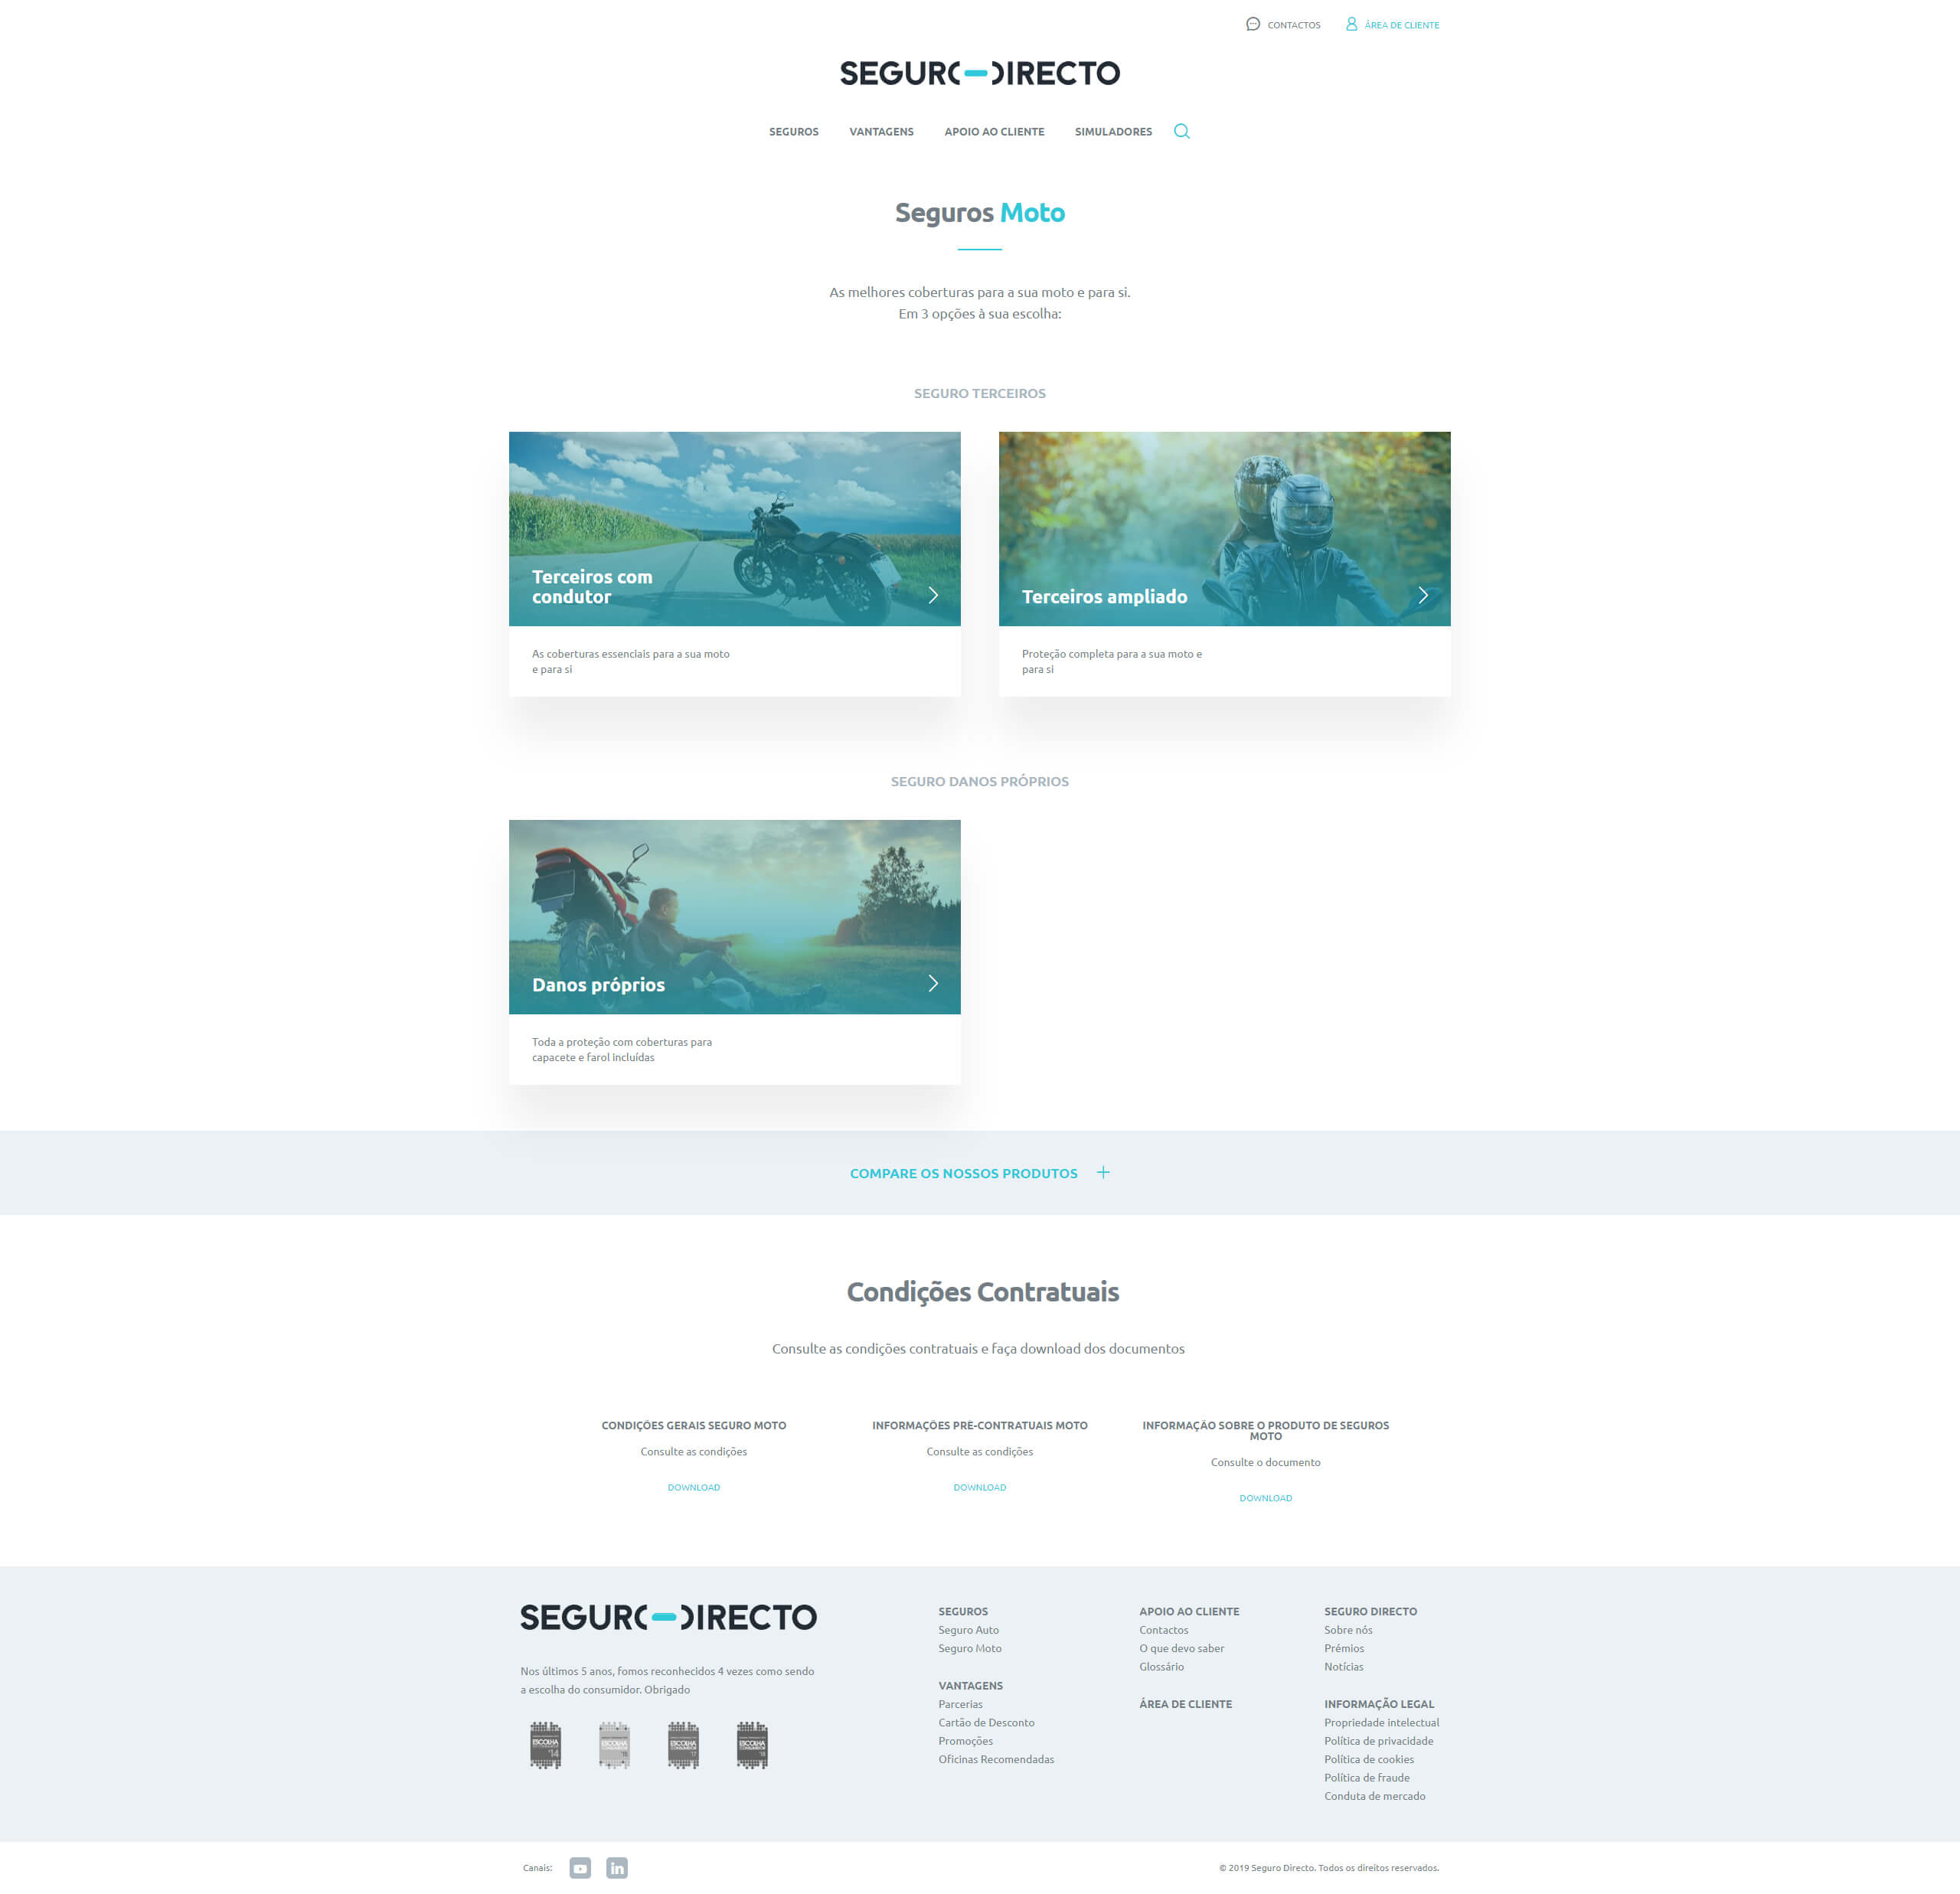 CONTACTOS
ÁREA DE CLIENTE
SEGURO DIRECTO
SEGUROS
VANTAGENS
APOIO AO CLIENTE
SIMULADORES
Seguros Moto
As melhores coberturas para a sua moto e para si.
Em 3 opções à sua escolha:
SEGURO TERCEIROS
Terceiros com
condutor
As coberturas essenciais para a sua moto
e para si
Terceiros ampliado
Proteção completa para a sua moto e
para si
SEGURO DANOS PRÓPRIOS
Danos próprios
Toda a proteção com coberturas para
capacete e farol incluídas
COMPARE OS NOSSOS PRODUTOS
Condições Contratuais
Consulte as condições contratuais e faça download dos documentos
CONDIÇÕES GERAIS SEGURO MOTO
Consulte as condições
DOWNLOAD
INFORMAÇÕES PRÉ-CONTRATUAIS MOTO
Consulte as condições
DOWNLOAD
INFORMAÇÃO SOBRE O PRODUTO DE SEGUROS
MOTO
Consulte o documento
DOWNLOAD
SEGURO DIRECTO
Nos últimos 5 anos, fomos reconhecidos 4 vezes como sendo
a escolha do consumidor. Obrigado
ESCOLHA
'14
ESCOLHA
'15
ESCOLHA
CONSUMIDOR
'17
ESCOLHA
CONSUMIDOR
'18
SEGUROS
Seguro Auto
Seguro Moto
VANTAGENS
Parcerias
Cartão de Desconto
Promoções
Oficinas Recomendadas
APOIO AO CLIENTE
Contactos
O que devo saber
Glossário
ÁREA DE CLIENTE
SEGURO DIRECTO
Sobre nós
Prémios
Notícias
INFORMAÇÃO LEGAL
Propriedade intelectual
Política de privacidade
Política de cookies
Política de fraude
Conduta de mercado
Canais:
in
© 2019 Seguro Directo. Todos os direitos reservados.